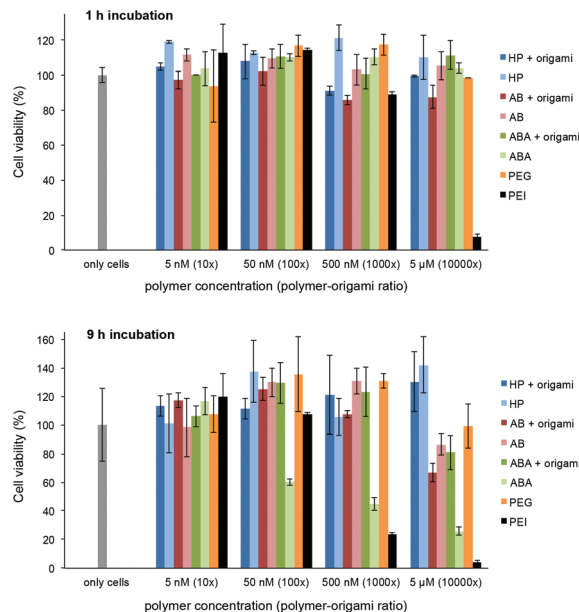 1 h incubation
120
100
80
60
40
20
0
Cell viability (%)
only cells
5 nM (10x)
50 nM (100x)
500 nM (1000x)
5 µM (10000x)
polymer concentration (polymer-origami ratio)
HP + origami
HP
AB + origami
AB
ABA + origami
ABA
PEG
PEI
9 h incubation
160
140
120
100
80
60
40
20
0
Cell viability (%)
only cells
5 nM (10x)
50 nM (100x)
500 nM (1000x)
5 µM (10000x)
polymer concentration (polymer-origami ratio)
HP + origami
HP
AB + origami
AB
ABA + origami
ABA
PEG
PEI